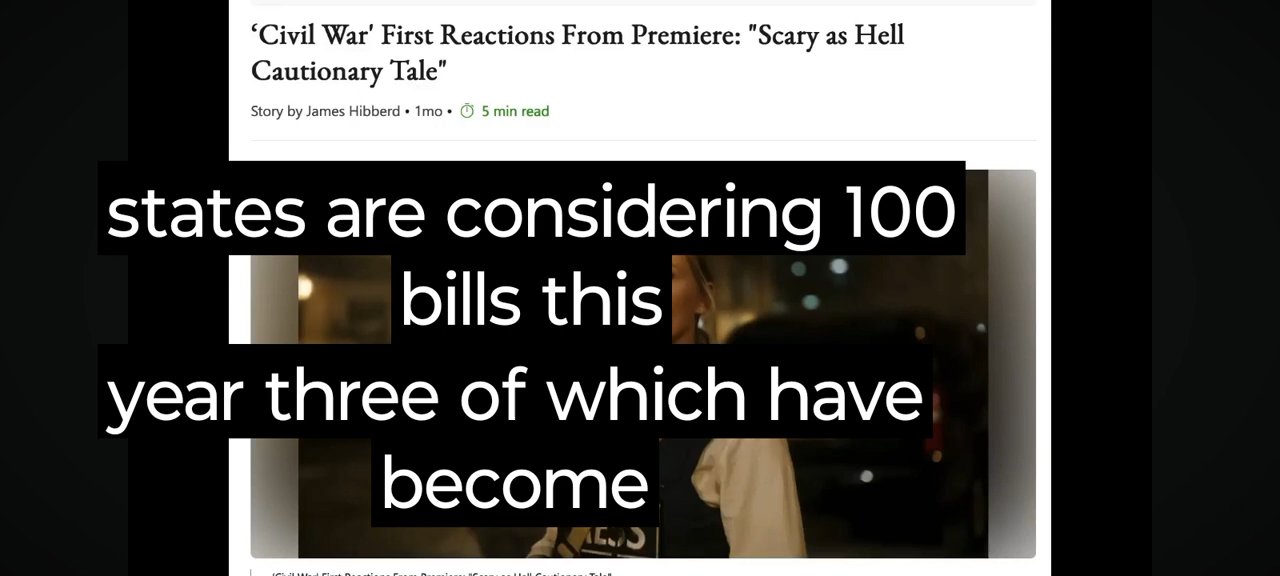 ‘Civil War' First Reactions From Premiere: "Scary as Hell
Cautionary Tale"
Story by James Hibberd • 1mo • 5 min read
states are considering 100
bills this
year three of which have
become